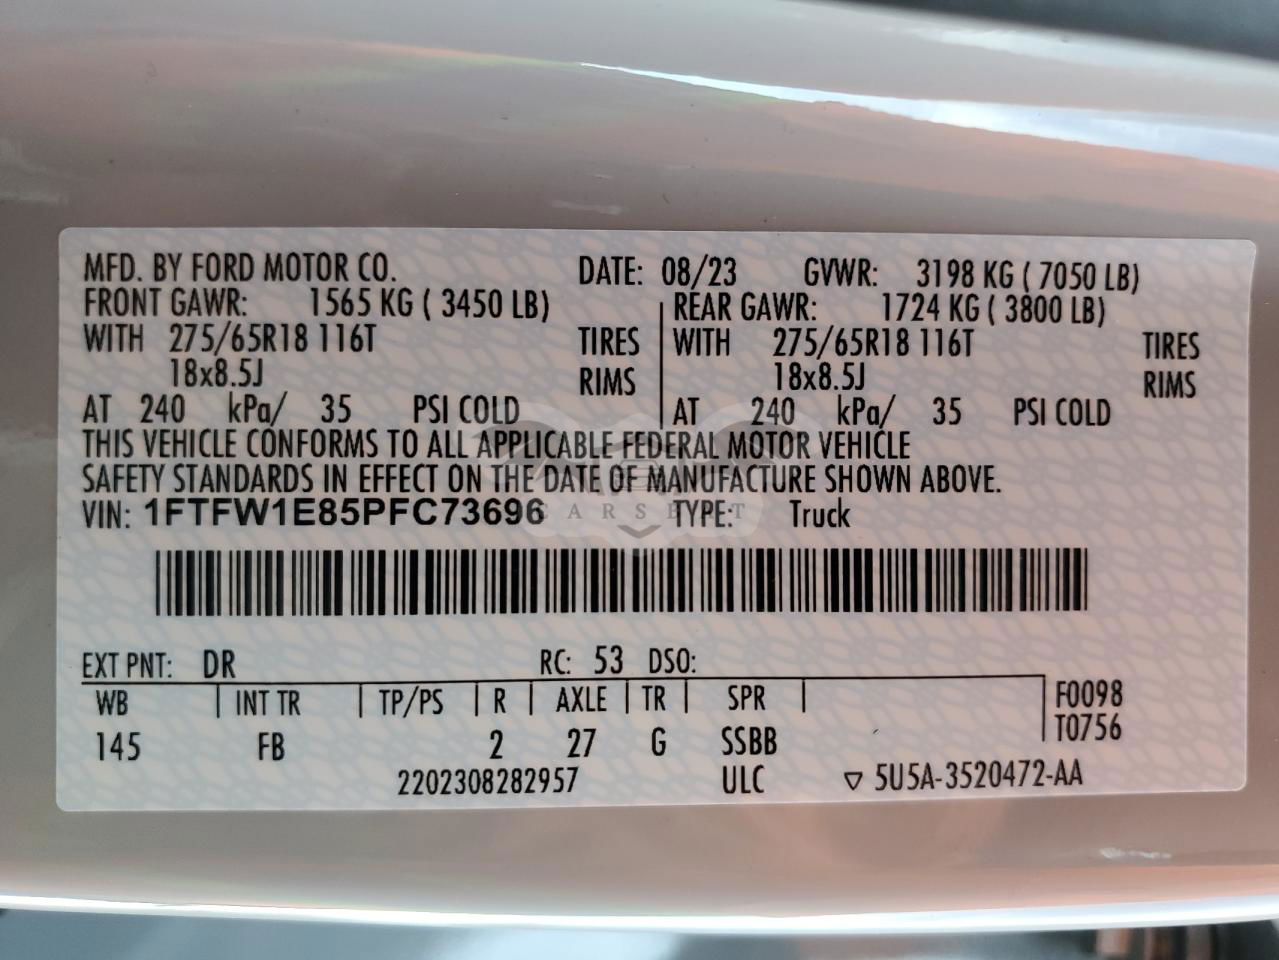 MFD. BY FORD MOTOR CO. DATE: 08/23 GVWR: 3198 KG ( 7050 LB)
FRONT GAWR: 1565 KG ( 3450 LB) REAR GAWR: 1724 KG ( 3800 LB)
WITH 275/65R18 116T TIRES WITH 275/65R18 116T TIRES
18x8.5J RIMS 18x8.5J RIMS
AT 240 kPa/ 35 PSI COLD AT 240 kPa/ 35 PSI COLD
THIS VEHICLE CONFORMS TO ALL APPLICABLE FEDERAL MOTOR VEHICLE
SAFETY STANDARDS IN EFFECT ON THE DATE OF MANUFACTURE SHOWN ABOVE.
VIN: 1FTFW1E85PFC73696 TYPE: Truck
CARSBUT
EXT PNT: DR RC: 53 DSO:
WB INT TR TP/PS R AXLE TR SPR F0098
T0756
145 FB 2 27 G SSBB
2202308282957 ULC ▽ 5U5A-3520472-AA